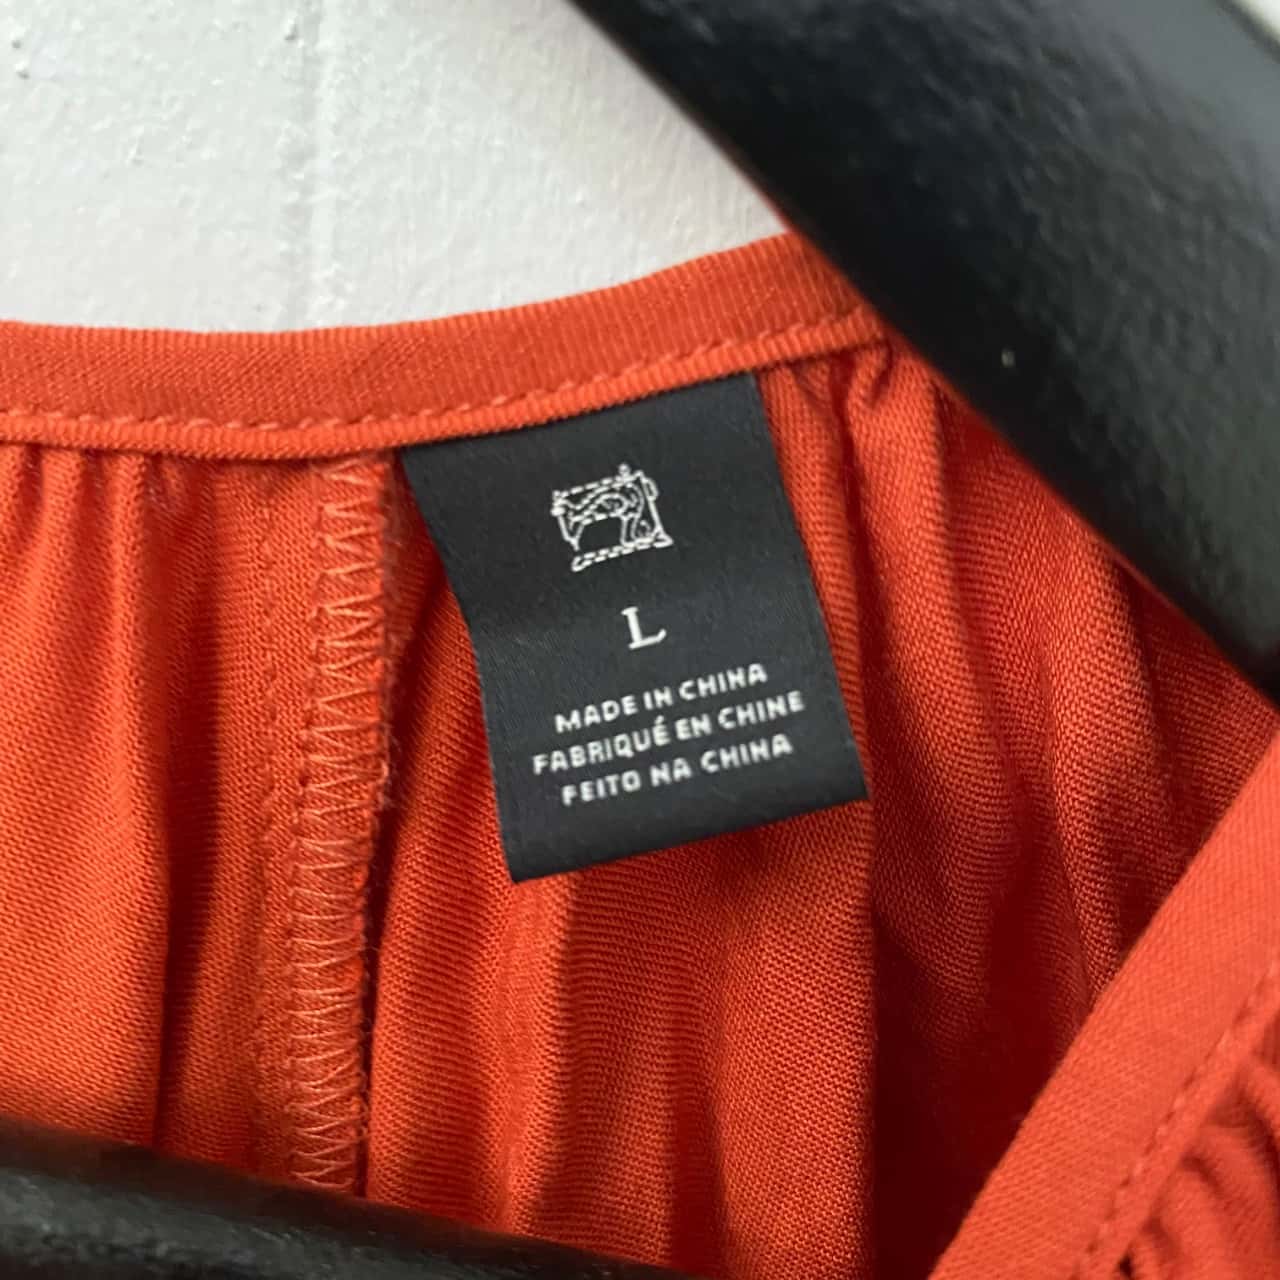 L
MADE IN CHINA
FABRIQUÉ EN CHINE
FEITO NA CHINA